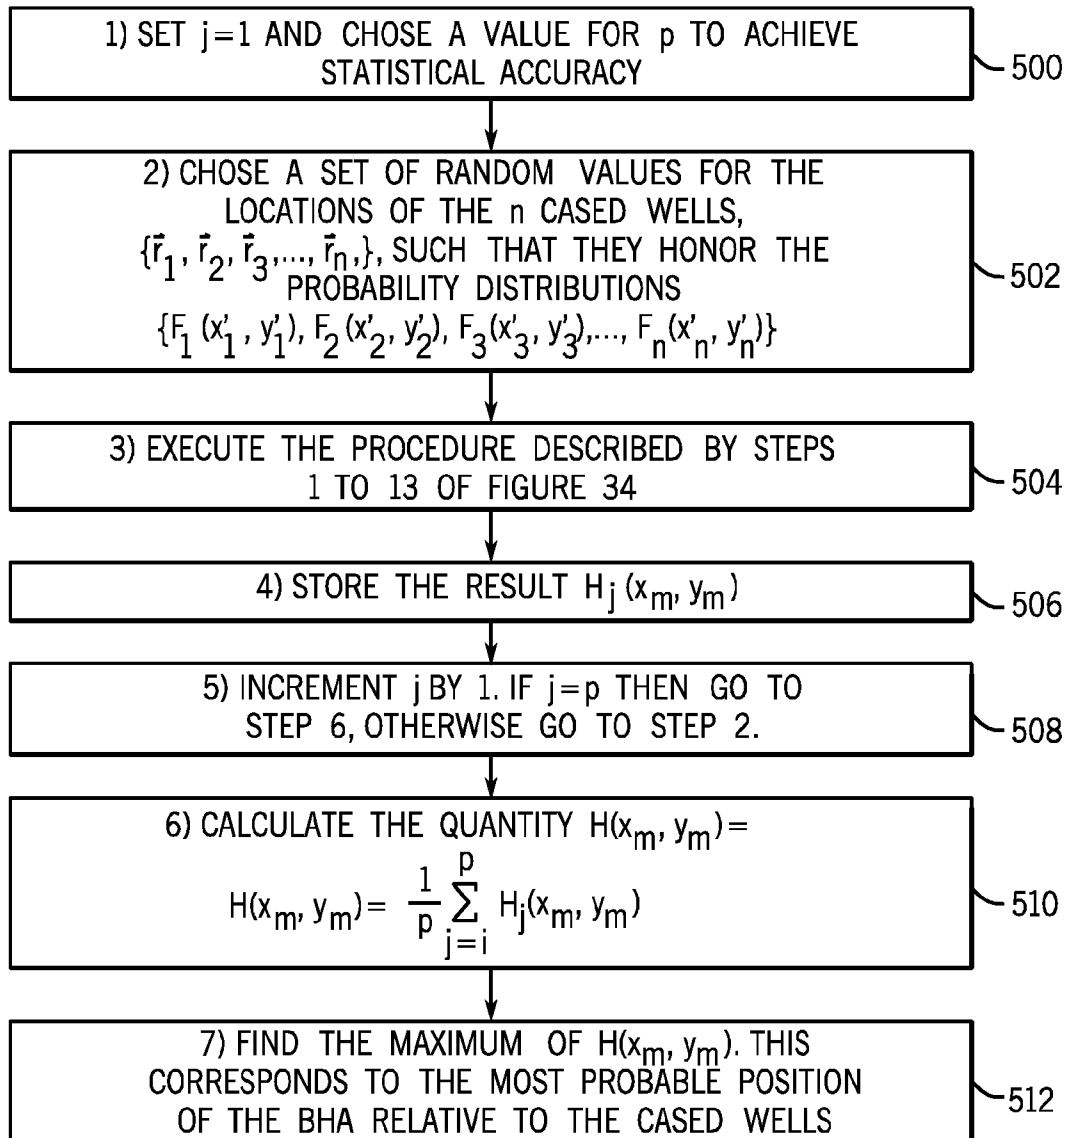 1) SET j=1 AND CHOSE A VALUE FOR p TO ACHIEVE
STATISTICAL ACCURACY
500
2) CHOSE A SET OF RANDOM VALUES FOR THE
LOCATIONS OF THE n CASED WELLS,
{r⃗₁, r⃗₂, r⃗₃,..., r⃗ₙ,}, SUCH THAT THEY HONOR THE
PROBABILITY DISTRIBUTIONS
{F₁(x'₁, y'₁), F₂(x'₂, y'₂), F₃(x'₃, y'₃),..., Fₙ(x'ₙ, y'ₙ)}
502
3) EXECUTE THE PROCEDURE DESCRIBED BY STEPS
1 TO 13 OF FIGURE 34
504
4) STORE THE RESULT Hⱼ(xₘ, yₘ)
506
5) INCREMENT j BY 1. IF j=p THEN GO TO
STEP 6, OTHERWISE GO TO STEP 2.
508
6) CALCULATE THE QUANTITY H(xₘ, yₘ)=
H(xₘ, yₘ)= 1/p p∑j=i Hⱼ(xₘ, yₘ)
510
7) FIND THE MAXIMUM OF H(xₘ, yₘ). THIS
CORRESPONDS TO THE MOST PROBABLE POSITION
OF THE BHA RELATIVE TO THE CASED WELLS
512